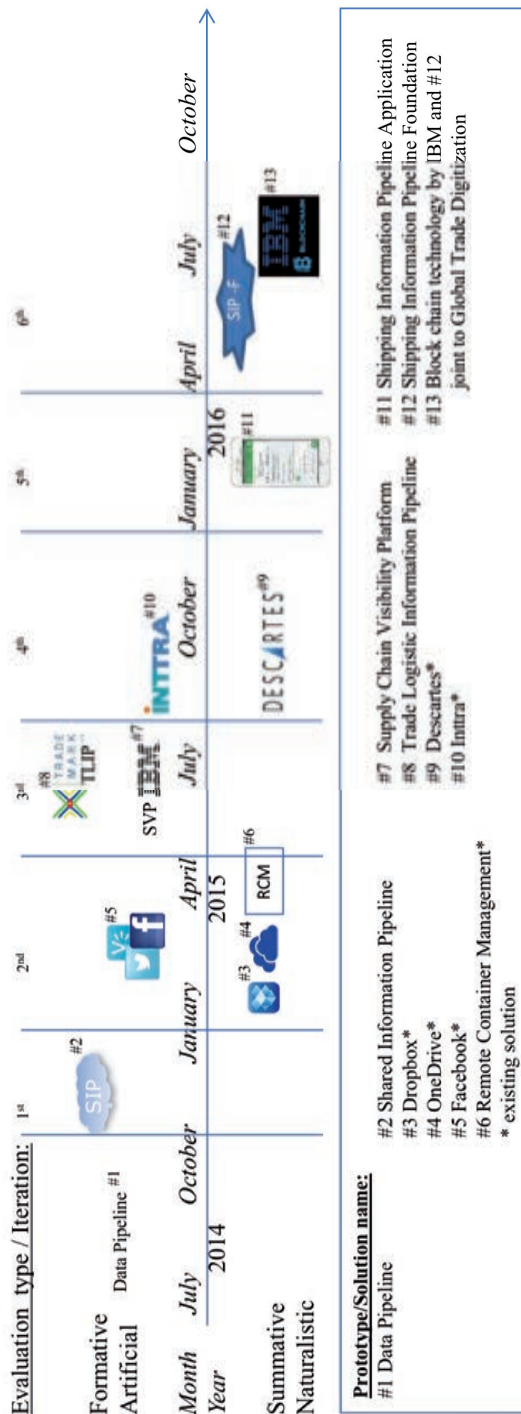 Evaluation type / Iteration:
1st
2nd
3rd
4th
5th
6th
Formative
Artificial
Data Pipeline #1
SIP #2
#5
#8
TRADE
MARK
TLIP
SVP IBM #7
INTTRA #10
Month
July
October
January
April
July
October
January
April
July
October
Year
2014
2015
2016
Summative
Naturalistic
#3
#4
RCM #6
DESCARTES #9
#11
SIP -F #12
IBM #13
BLOCKCHAIN
Prototype/Solution name:
#1 Data Pipeline
#2 Shared Information Pipeline
#3 Dropbox*
#4 OneDrive*
#5 Facebook*
#6 Remote Container Management*
* existing solution
#7 Supply Chain Visibility Platform
#8 Trade Logistic Information Pipeline
#9 Descartes*
#10 Inttra*
#11 Shipping Information Pipeline Application
#12 Shipping Information Pipeline Foundation
#13 Block chain technology by IBM and #12
joint to Global Trade Digitization